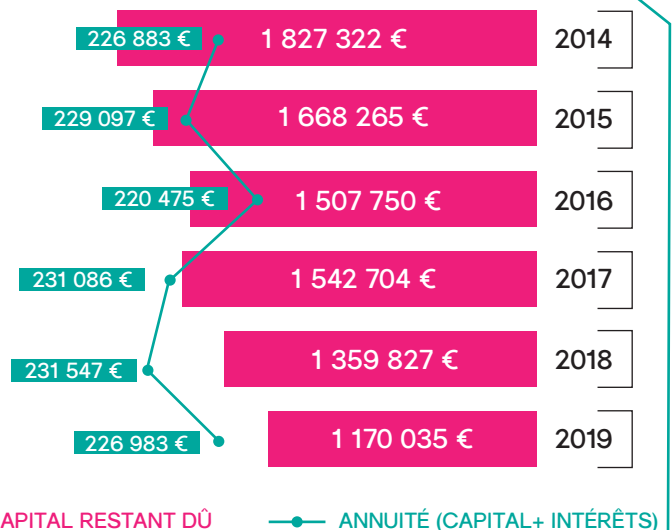 226 883 € 1 827 322 € 2014
229 097 € 1 668 265 € 2015
220 475 € 1 507 750 € 2016
231 086 € 1 542 704 € 2017
231 547 € 1 359 827 € 2018
226 983 € 1 170 035 € 2019
APITAL RESTANT DÛ ANNUITÉ (CAPITAL+ INTÉRÊTS)